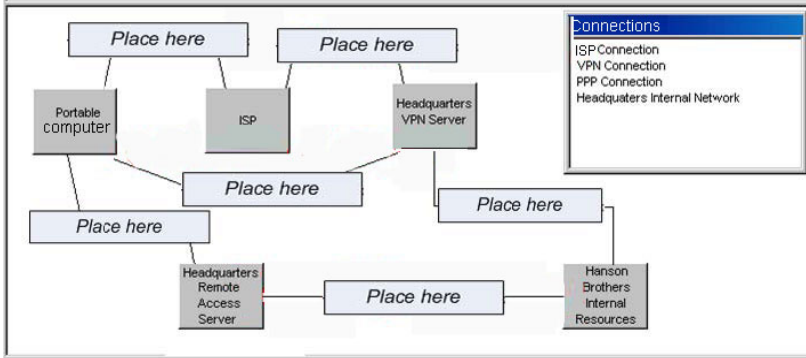 Place here
Place here
Connections
ISP Connection
VPN Connection
PPP Connection
Headquaters Internal Network
Portable
computer
ISP
Headquarters
VPN Server
Place here
Place here
Place here
Headquarters
Remote
Access
Server
Place here
Hanson
Brothers
Internal
Resources